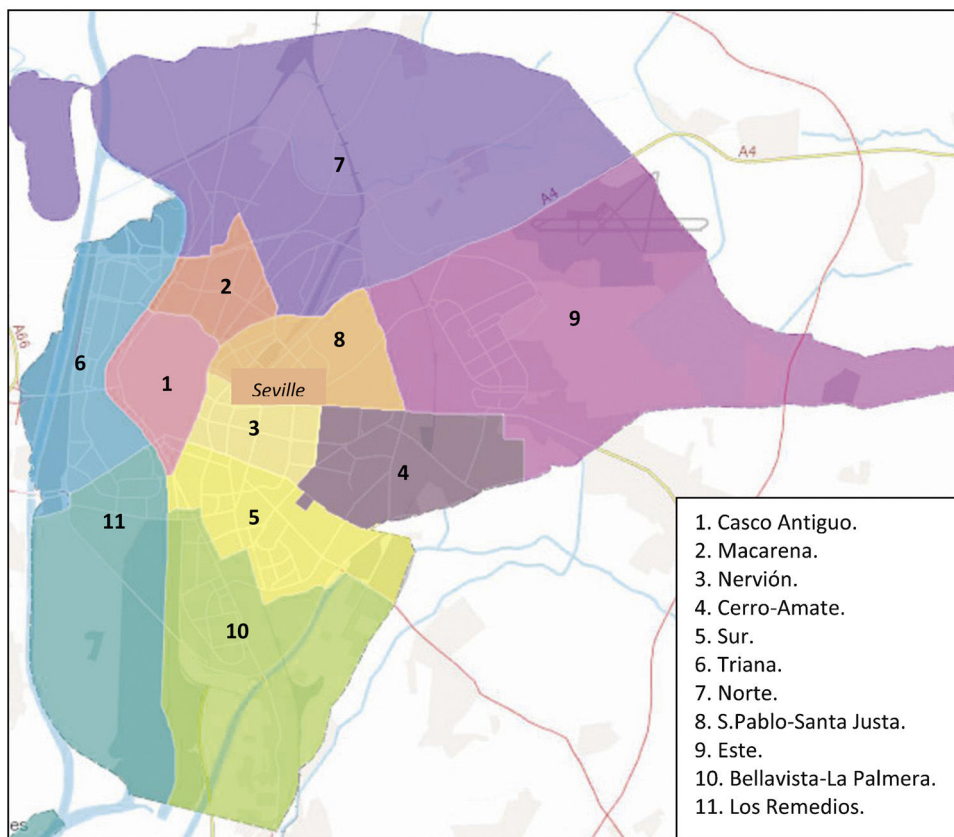 7
A4
A4
2
9
8
6
A66
1
Seville
3
4
5
11
10
es
1. Casco Antiguo.
2. Macarena.
3. Nervión.
4. Cerro-Amate.
5. Sur.
6. Triana.
7. Norte.
8. S.Pablo-Santa Justa.
9. Este.
10. Bellavista-La Palmera.
11. Los Remedios.